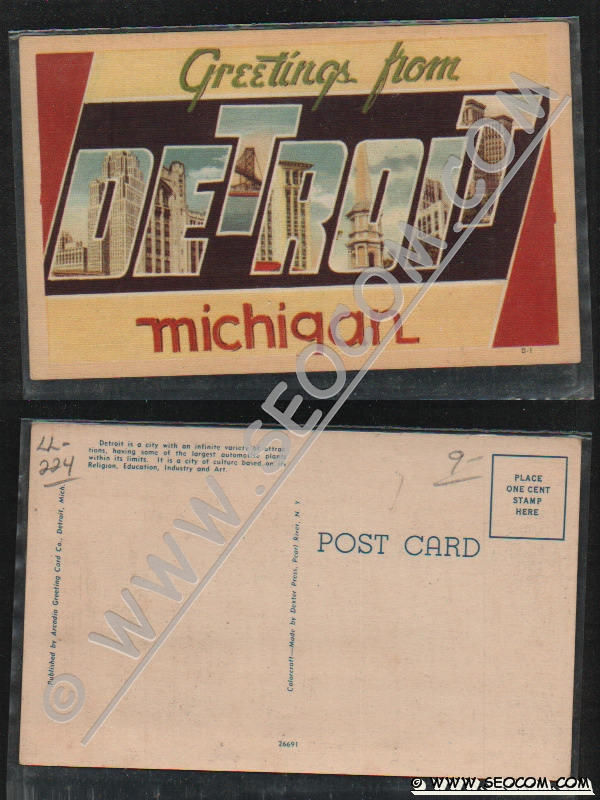 Greetings from
DETROIT
michigan
D-1
LL-
224
Detroit is a city with an infinite variety of attrac-
tions, having some of the largest automotive plants
within its limits. It is a city of culture based on its
Religion, Education, Industry and Art.
9-
PLACE
ONE CENT
STAMP
HERE
POST CARD
Published by Arcadia Greeting Card Co., Detroit, Mich.
Colorcraft—Made by Dexter Press, Pearl River, N. Y.
26691
© WWW.SEOCOM.COM
© WWW.SEOCOM.COM